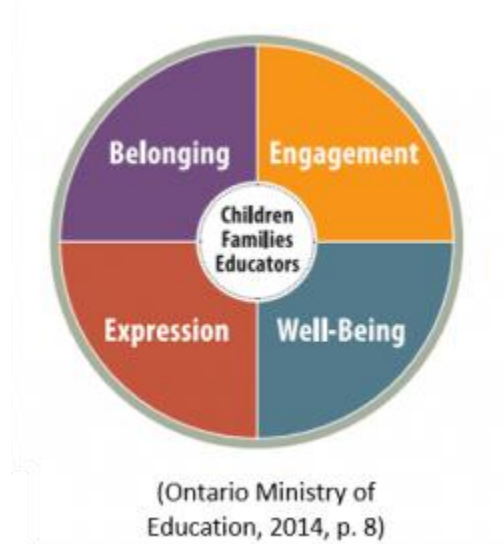 Belonging
Engagement
Children
Families
Educators
Expression
Well-Being
(Ontario Ministry of
Education, 2014, p. 8)